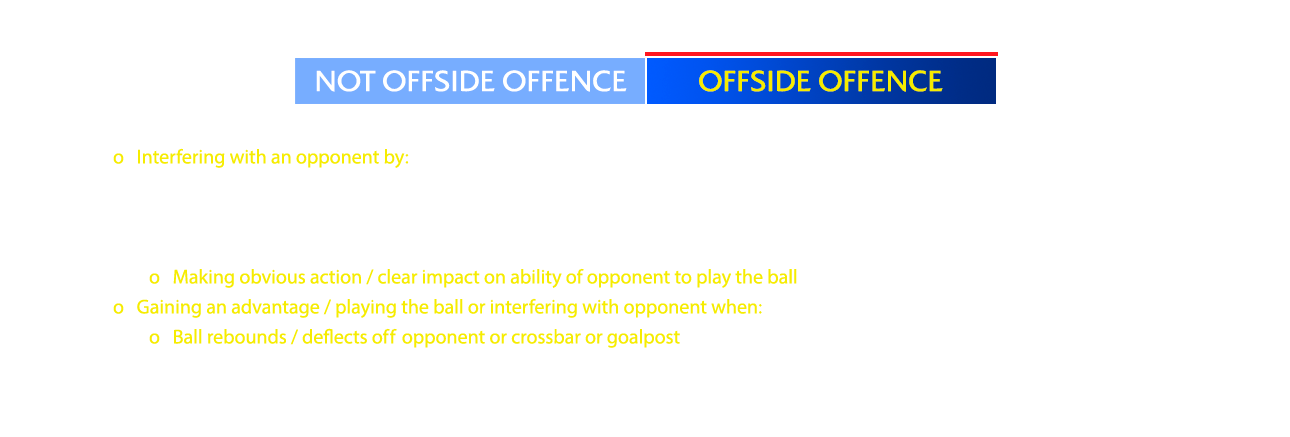 NOT OFFSIDE OFFENCE
OFFSIDE OFFENCE
o Interfering with an opponent by:
o Making obvious action / clear impact on ability of opponent to play the ball
o Gaining an advantage / playing the ball or interfering with opponent when:
o Ball rebounds / deflects off opponent or crossbar or goalpost